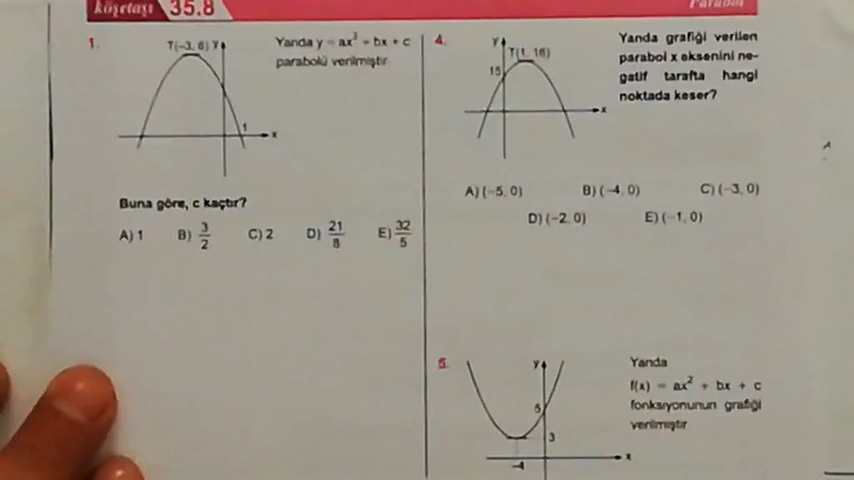 köşetaşı 35.8
Parabol
1.
T(−3, 6) y
1
x
Yanda y = ax² + bx + c
parabolü verilmiştir.
Buna göre, c kaçtır?
A) 1 B) 3/2 C) 2 D) 21/8 E) 32/5
4.
y
T(1, 16)
15
x
Yanda grafiği verilen
parabol x eksenini ne-
gatif tarafta hangi
noktada keser?
A) (−5, 0) B) (−4, 0) C) (−3, 0)
D) (−2, 0) E) (−1, 0)
5.
y
5
3
−4
x
Yanda
f(x) = ax² + bx + c
fonksiyonunun grafiği
verilmiştir